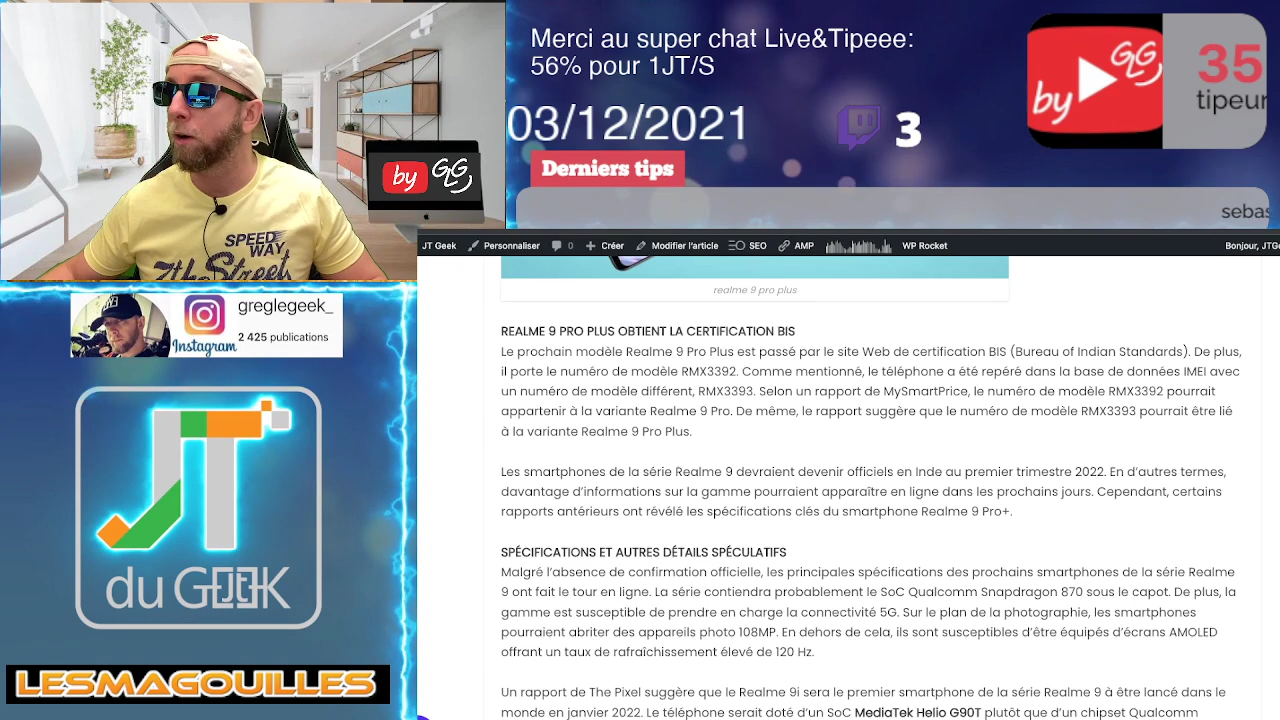 Merci au super chat Live&Tipeee:
56% pour 1JT/S
03/12/2021
3
Derniers tips
by GLG
35
tipeur
sebas
by GLG
SPEED
WAY
7th Street
JT Geek Personnaliser 0 Créer Modifier l'article SEO AMP WP Rocket Bonjour, JTGe
greglegeek_
2 425 publications
Instagram
JT
du GEEK
LESMAGOUILLES
realme 9 pro plus
REALME 9 PRO PLUS OBTIENT LA CERTIFICATION BIS
Le prochain modèle Realme 9 Pro Plus est passé par le site Web de certification BIS (Bureau of Indian Standards). De plus,
il porte le numéro de modèle RMX3392. Comme mentionné, le téléphone a été repéré dans la base de données IMEI avec
un numéro de modèle différent, RMX3393. Selon un rapport de MySmartPrice, le numéro de modèle RMX3392 pourrait
appartenir à la variante Realme 9 Pro. De même, le rapport suggère que le numéro de modèle RMX3393 pourrait être lié
à la variante Realme 9 Pro Plus.
Les smartphones de la série Realme 9 devraient devenir officiels en Inde au premier trimestre 2022. En d'autres termes,
davantage d'informations sur la gamme pourraient apparaître en ligne dans les prochains jours. Cependant, certains
rapports antérieurs ont révélé les spécifications clés du smartphone Realme 9 Pro+.
SPÉCIFICATIONS ET AUTRES DÉTAILS SPÉCULATIFS
Malgré l'absence de confirmation officielle, les principales spécifications des prochains smartphones de la série Realme
9 ont fait le tour en ligne. La série contiendra probablement le SoC Qualcomm Snapdragon 870 sous le capot. De plus, la
gamme est susceptible de prendre en charge la connectivité 5G. Sur le plan de la photographie, les smartphones
pourraient abriter des appareils photo 108MP. En dehors de cela, ils sont susceptibles d'être équipés d'écrans AMOLED
offrant un taux de rafraîchissement élevé de 120 Hz.
Un rapport de The Pixel suggère que le Realme 9i sera le premier smartphone de la série Realme 9 à être lancé dans le
monde en janvier 2022. Le téléphone serait doté d'un SoC MediaTek Helio G90T plutôt que d'un chipset Qualcomm